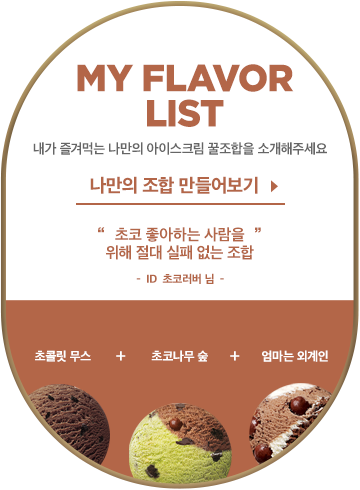 MY FLAVOR
LIST
내가 즐겨먹는 나만의 아이스크림 꿀조합을 소개해주세요
나만의 조합 만들어보기
“ 초코 좋아하는 사람을 ”
위해 절대 실패 없는 조합
- ID 초코러버 님 -
초콜릿 무스 + 초코나무 숲 + 엄마는 외계인